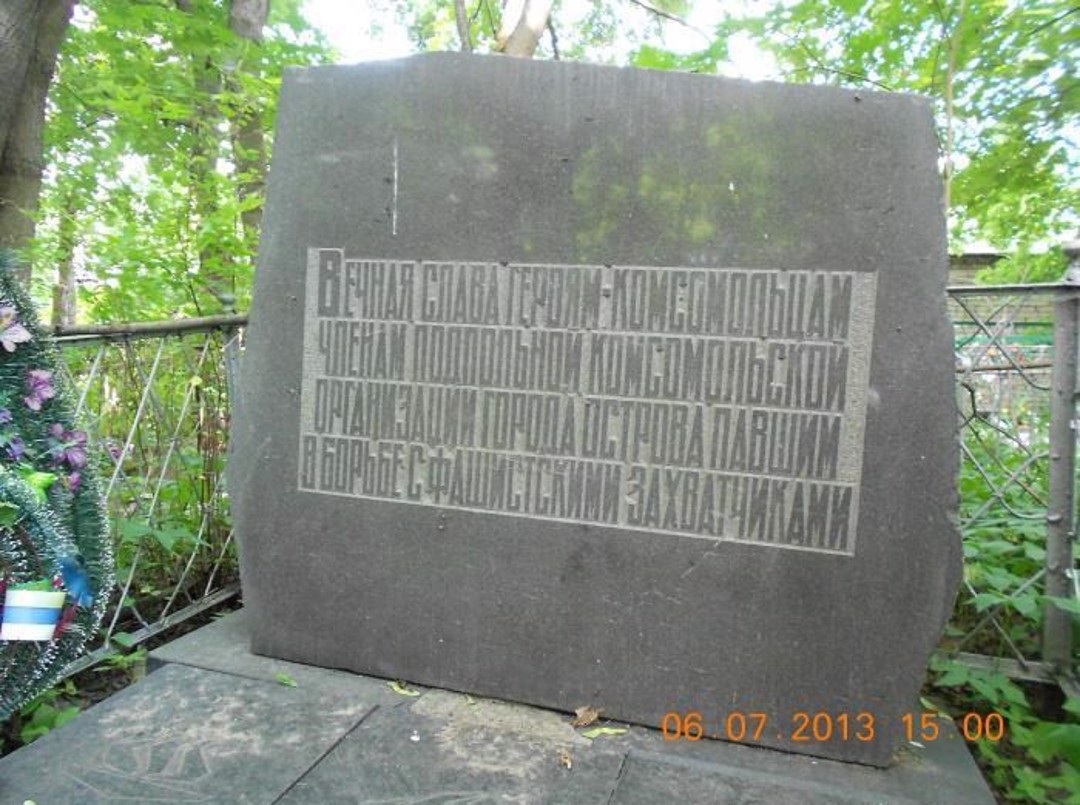 Вечная слава героям-комсомольцам
членам подпольной комсомольской
организации города Острова павшим
в борьбе с фашистскими захватчиками
06.07.2013 15:00